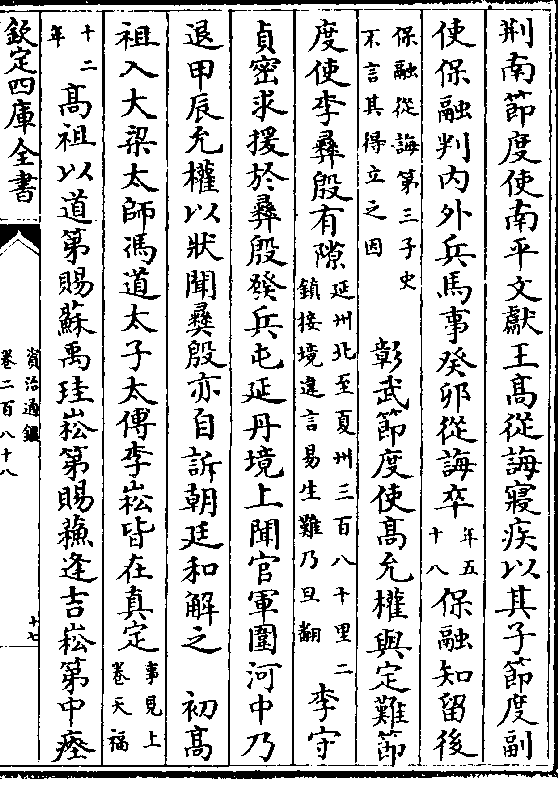 荆南節度使南平文獻王髙從誨寢疾以其子節度副
使保融判内外兵馬事癸卯從誨卒年五十八保融知留後
保融從誨第三子史不言其得立之因 彰武節度使髙允權與定難節
度使李彞殷有隙延州北至夏州三百八十里二鎮接境違言易生難乃旦翻 李守
貞密求援於彞殷發兵屯延丹境上聞官軍圍河中乃
退甲辰允權以狀聞彞殷亦自訴朝廷和解之 初髙
祖入大梁太師馮道太子太傅李崧皆在真定事見上卷天福
十二年髙祖以道第賜蘇禹珪崧第賜蘇逢吉崧第中瘞
欽定四庫全書
資治通鑑
卷二百八十八
十七